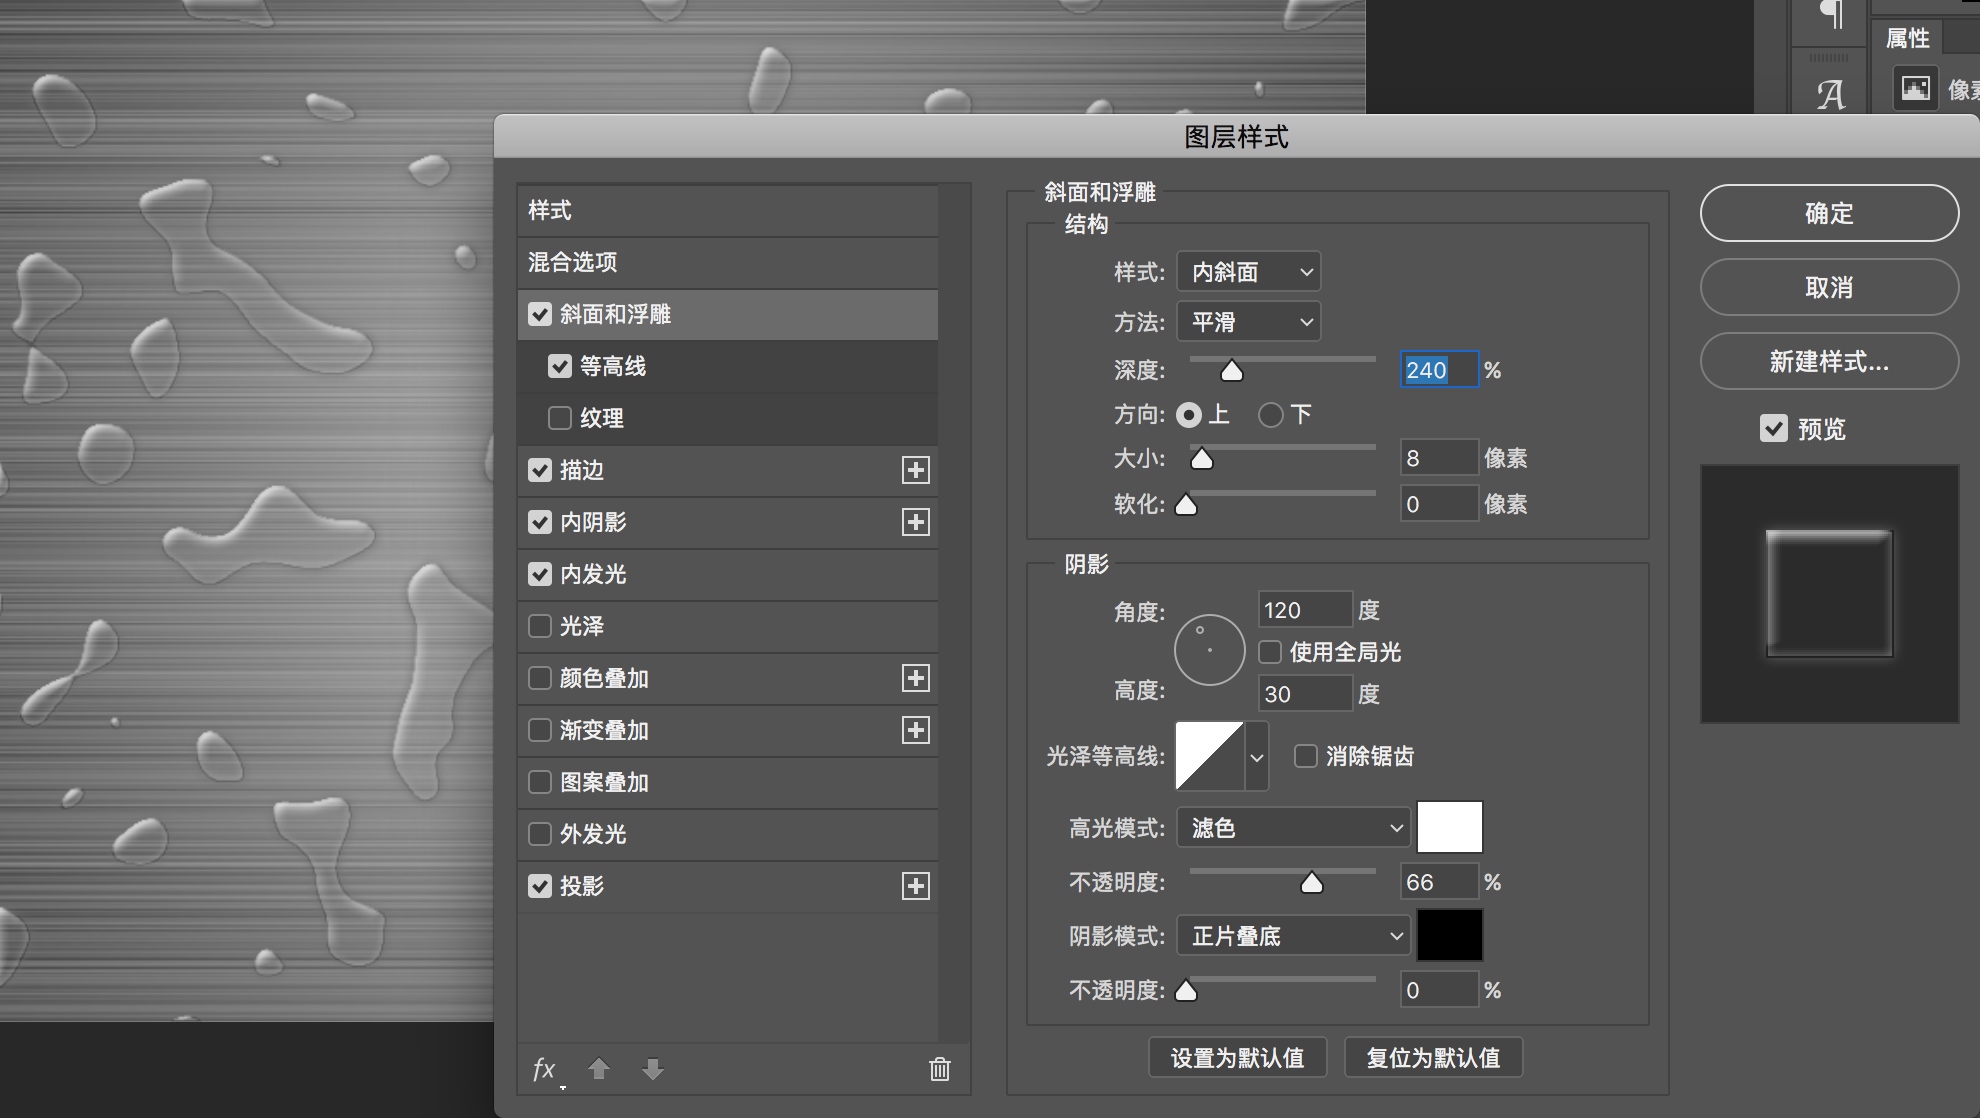 属性
像素
图层样式
样式
混合选项
斜面和浮雕
等高线
纹理
描边
内阴影
内发光
光泽
颜色叠加
渐变叠加
图案叠加
外发光
投影
fx
斜面和浮雕
结构
样式: 内斜面
方法: 平滑
深度: 240 %
方向: 上 下
大小: 8 像素
软化: 0 像素
阴影
角度: 120 度
使用全局光
高度: 30 度
光泽等高线: 消除锯齿
高光模式: 滤色
不透明度: 66 %
阴影模式: 正片叠底
不透明度: 0 %
设置为默认值 复位为默认值
确定
取消
新建样式...
预览